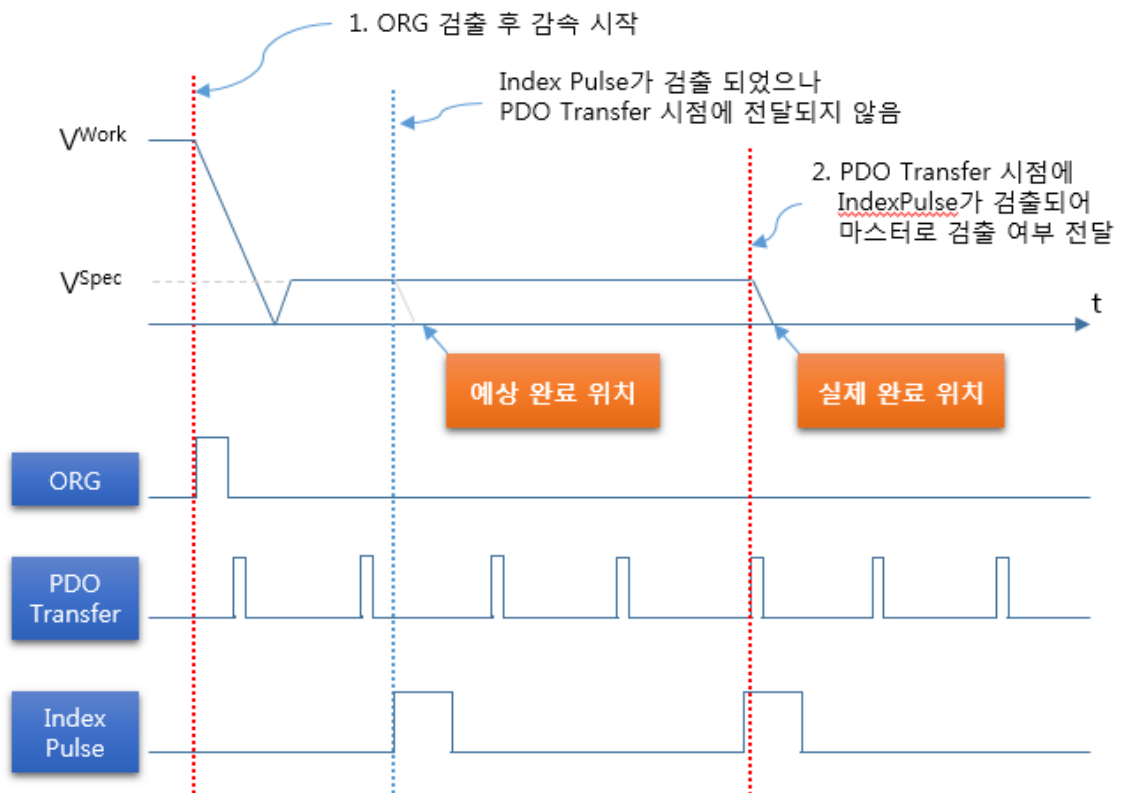 1. ORG 검출 후 감속 시작
Index Pulse가 검출 되었으나
PDO Transfer 시점에 전달되지 않음
VWork
2. PDO Transfer 시점에
IndexPulse가 검출되어
마스터로 검출 여부 전달
VSpec
t
예상 완료 위치
실제 완료 위치
ORG
PDO
Transfer
Index
Pulse